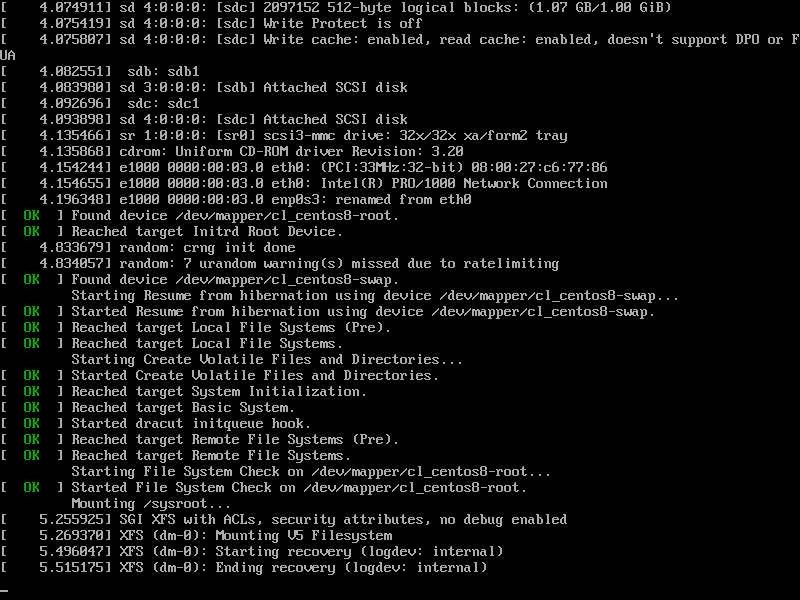 [    4.074911] sd 4:0:0:0: [sdc] 2097152 512-byte logical blocks: (1.07 GB/1.00 GiB)
[    4.075419] sd 4:0:0:0: [sdc] Write Protect is off
[    4.075807] sd 4:0:0:0: [sdc] Write cache: enabled, read cache: enabled, doesn't support DPO or F
UA
[    4.082551]  sdb: sdb1
[    4.083980] sd 3:0:0:0: [sdb] Attached SCSI disk
[    4.092696]  sdc: sdc1
[    4.093898] sd 4:0:0:0: [sdc] Attached SCSI disk
[    4.135466] sr 1:0:0:0: [sr0] scsi3-mmc drive: 32x/32x xa/form2 tray
[    4.135868] cdrom: Uniform CD-ROM driver Revision: 3.20
[    4.154244] e1000 0000:00:03.0 eth0: (PCI:33MHz:32-bit) 08:00:27:c6:77:86
[    4.154655] e1000 0000:00:03.0 eth0: Intel(R) PRO/1000 Network Connection
[    4.196348] e1000 0000:00:03.0 enp0s3: renamed from eth0
[  OK  ] Found device /dev/mapper/cl_centos8-root.
[  OK  ] Reached target Initrd Root Device.
[    4.833679] random: crng init done
[    4.834057] random: 7 urandom warning(s) missed due to ratelimiting
[  OK  ] Found device /dev/mapper/cl_centos8-swap.
         Starting Resume from hibernation using device /dev/mapper/cl_centos8-swap...
[  OK  ] Started Resume from hibernation using device /dev/mapper/cl_centos8-swap.
[  OK  ] Reached target Local File Systems (Pre).
[  OK  ] Reached target Local File Systems.
         Starting Create Volatile Files and Directories...
[  OK  ] Started Create Volatile Files and Directories.
[  OK  ] Reached target System Initialization.
[  OK  ] Reached target Basic System.
[  OK  ] Started dracut initqueue hook.
[  OK  ] Reached target Remote File Systems (Pre).
[  OK  ] Reached target Remote File Systems.
         Starting File System Check on /dev/mapper/cl_centos8-root...
[  OK  ] Started File System Check on /dev/mapper/cl_centos8-root.
         Mounting /sysroot...
[    5.255925] SGI XFS with ACLs, security attributes, no debug enabled
[    5.269370] XFS (dm-0): Mounting V5 Filesystem
[    5.496047] XFS (dm-0): Starting recovery (logdev: internal)
[    5.515175] XFS (dm-0): Ending recovery (logdev: internal)